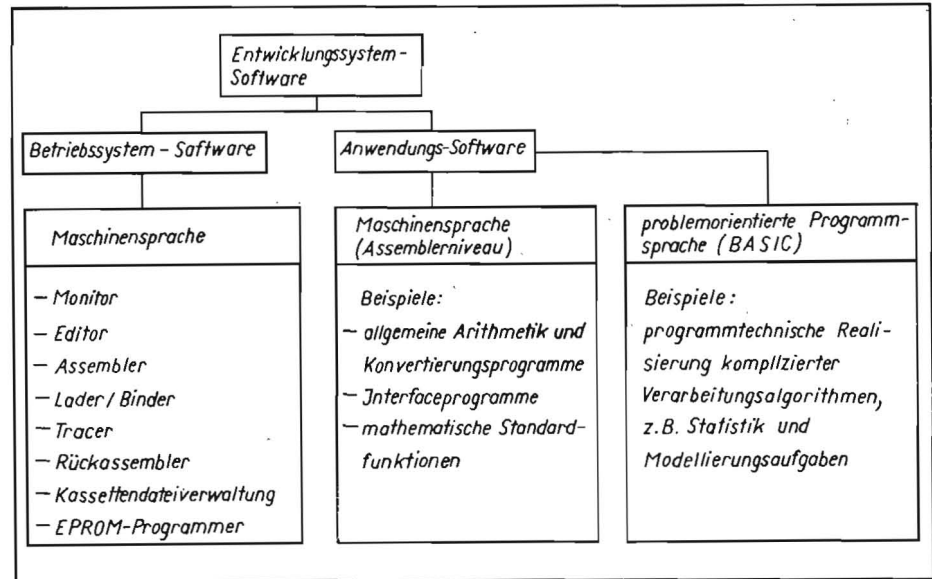 Entwicklungssystem-
Software
Betriebssystem - Saftware
Anwendungs-Software
Maschinensprache
- Monitor
- Editor
- Assembler
- Lader / Binder
- Tracer
- Rückassembler
- Kassettendateiverwaltung
- EPROM-Programmer
Maschinensprache
(Assemblerniveau)
Beispiele:
- allgemeine Arithmetik und
Konvertierungsprogramme
- Interfaceprogramme
- mathematische Standard-
funktionen
problemorientierte Programm-
sprache (BASIC)
Beispiele:
programmtechnische Reali-
sierung komplizierter
Verarbeitungsalgorithmen,
z.B. Statistik und
Modellierungsaufgaben